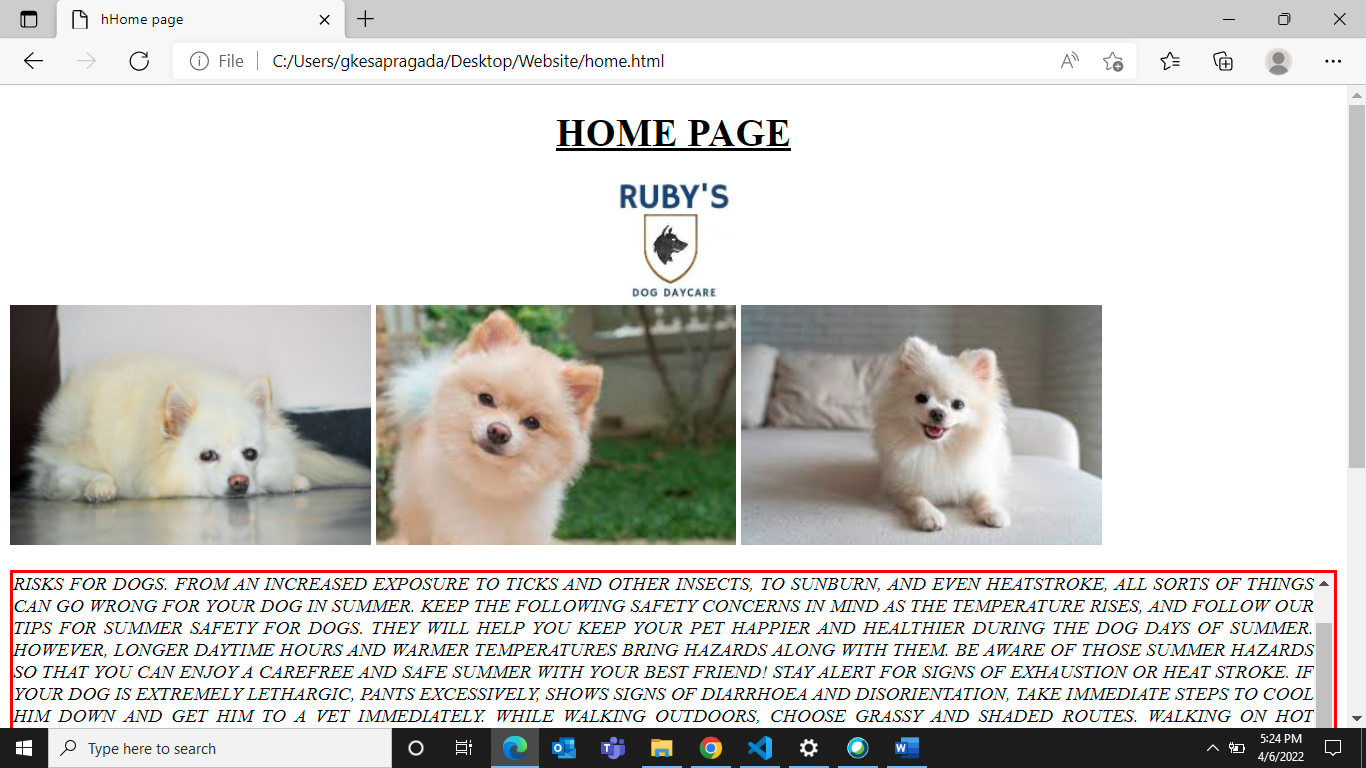 hHome page
File
C:/Users/gkesapragada/Desktop/Website/home.html
HOME PAGE
RUBY'S
DOG DAYCARE
RISKS FOR DOGS. FROM AN INCREASED EXPOSURE TO TICKS AND OTHER INSECTS, TO SUNBURN, AND EVEN HEATSTROKE, ALL SORTS OF THINGS
CAN GO WRONG FOR YOUR DOG IN SUMMER. KEEP THE FOLLOWING SAFETY CONCERNS IN MIND AS THE TEMPERATURE RISES, AND FOLLOW OUR
TIPS FOR SUMMER SAFETY FOR DOGS. THEY WILL HELP YOU KEEP YOUR PET HAPPIER AND HEALTHIER DURING THE DOG DAYS OF SUMMER.
HOWEVER, LONGER DAYTIME HOURS AND WARMER TEMPERATURES BRING HAZARDS ALONG WITH THEM. BE AWARE OF THOSE SUMMER HAZARDS
SO THAT YOU CAN ENJOY A CAREFREE AND SAFE SUMMER WITH YOUR BEST FRIEND! STAY ALERT FOR SIGNS OF EXHAUSTION OR HEAT STROKE. IF
YOUR DOG IS EXTREMELY LETHARGIC, PANTS EXCESSIVELY, SHOWS SIGNS OF DIARRHOEA AND DISORIENTATION, TAKE IMMEDIATE STEPS TO COOL
HIM DOWN AND GET HIM TO A VET IMMEDIATELY. WHILE WALKING OUTDOORS, CHOOSE GRASSY AND SHADED ROUTES. WALKING ON HOT
Type here to search
5:24 PM
4/6/2022